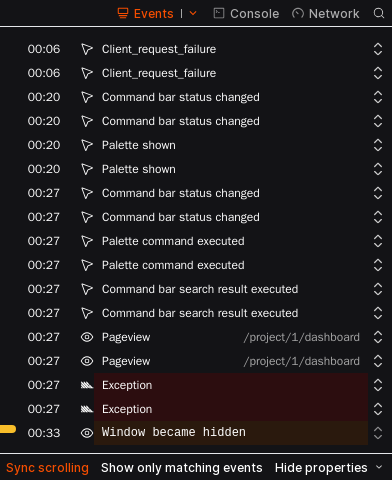 Events Console Network
00:06 Client_request_failure
00:06 Client_request_failure
00:20 Command bar status changed
00:20 Command bar status changed
00:20 Palette shown
00:20 Palette shown
00:27 Command bar status changed
00:27 Command bar status changed
00:27 Palette command executed
00:27 Palette command executed
00:27 Command bar search result executed
00:27 Command bar search result executed
00:27 Pageview /project/1/dashboard
00:27 Pageview /project/1/dashboard
00:27 Exception
00:27 Exception
00:33 Window became hidden
Sync scrolling Show only matching events Hide properties